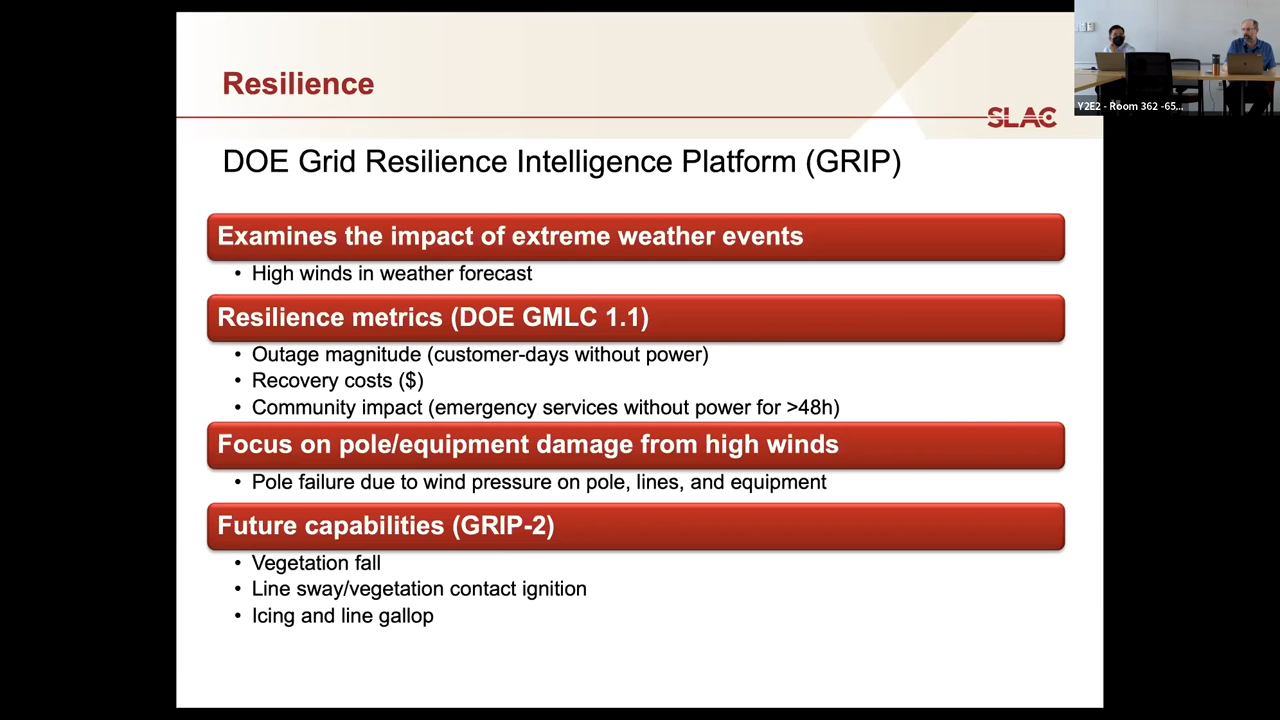 Resilience
SLAC
DOE Grid Resilience Intelligence Platform (GRIP)
Examines the impact of extreme weather events
• High winds in weather forecast
Resilience metrics (DOE GMLC 1.1)
• Outage magnitude (customer-days without power)
• Recovery costs ($)
• Community impact (emergency services without power for >48h)
Focus on pole/equipment damage from high winds
• Pole failure due to wind pressure on pole, lines, and equipment
Future capabilities (GRIP-2)
• Vegetation fall
• Line sway/vegetation contact ignition
• Icing and line gallop
Y2E2 - Room 362 -65...